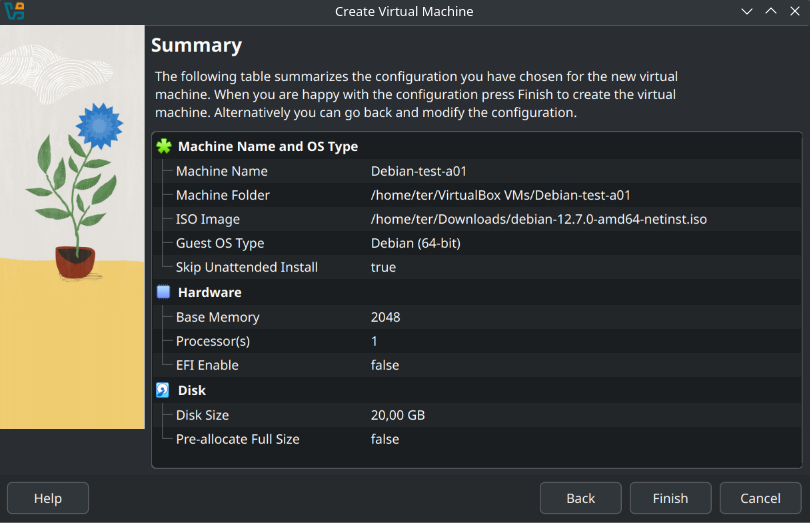 Create Virtual Machine
Summary
The following table summarizes the configuration you have chosen for the new virtual
machine. When you are happy with the configuration press Finish to create the virtual
machine. Alternatively you can go back and modify the configuration.
Machine Name and OS Type
Machine Name Debian-test-a01
Machine Folder /home/ter/VirtualBox VMs/Debian-test-a01
ISO Image /home/ter/Downloads/debian-12.7.0-amd64-netinst.iso
Guest OS Type Debian (64-bit)
Skip Unattended Install true
Hardware
Base Memory 2048
Processor(s) 1
EFI Enable false
Disk
Disk Size 20,00 GB
Pre-allocate Full Size false
Help Back Finish Cancel